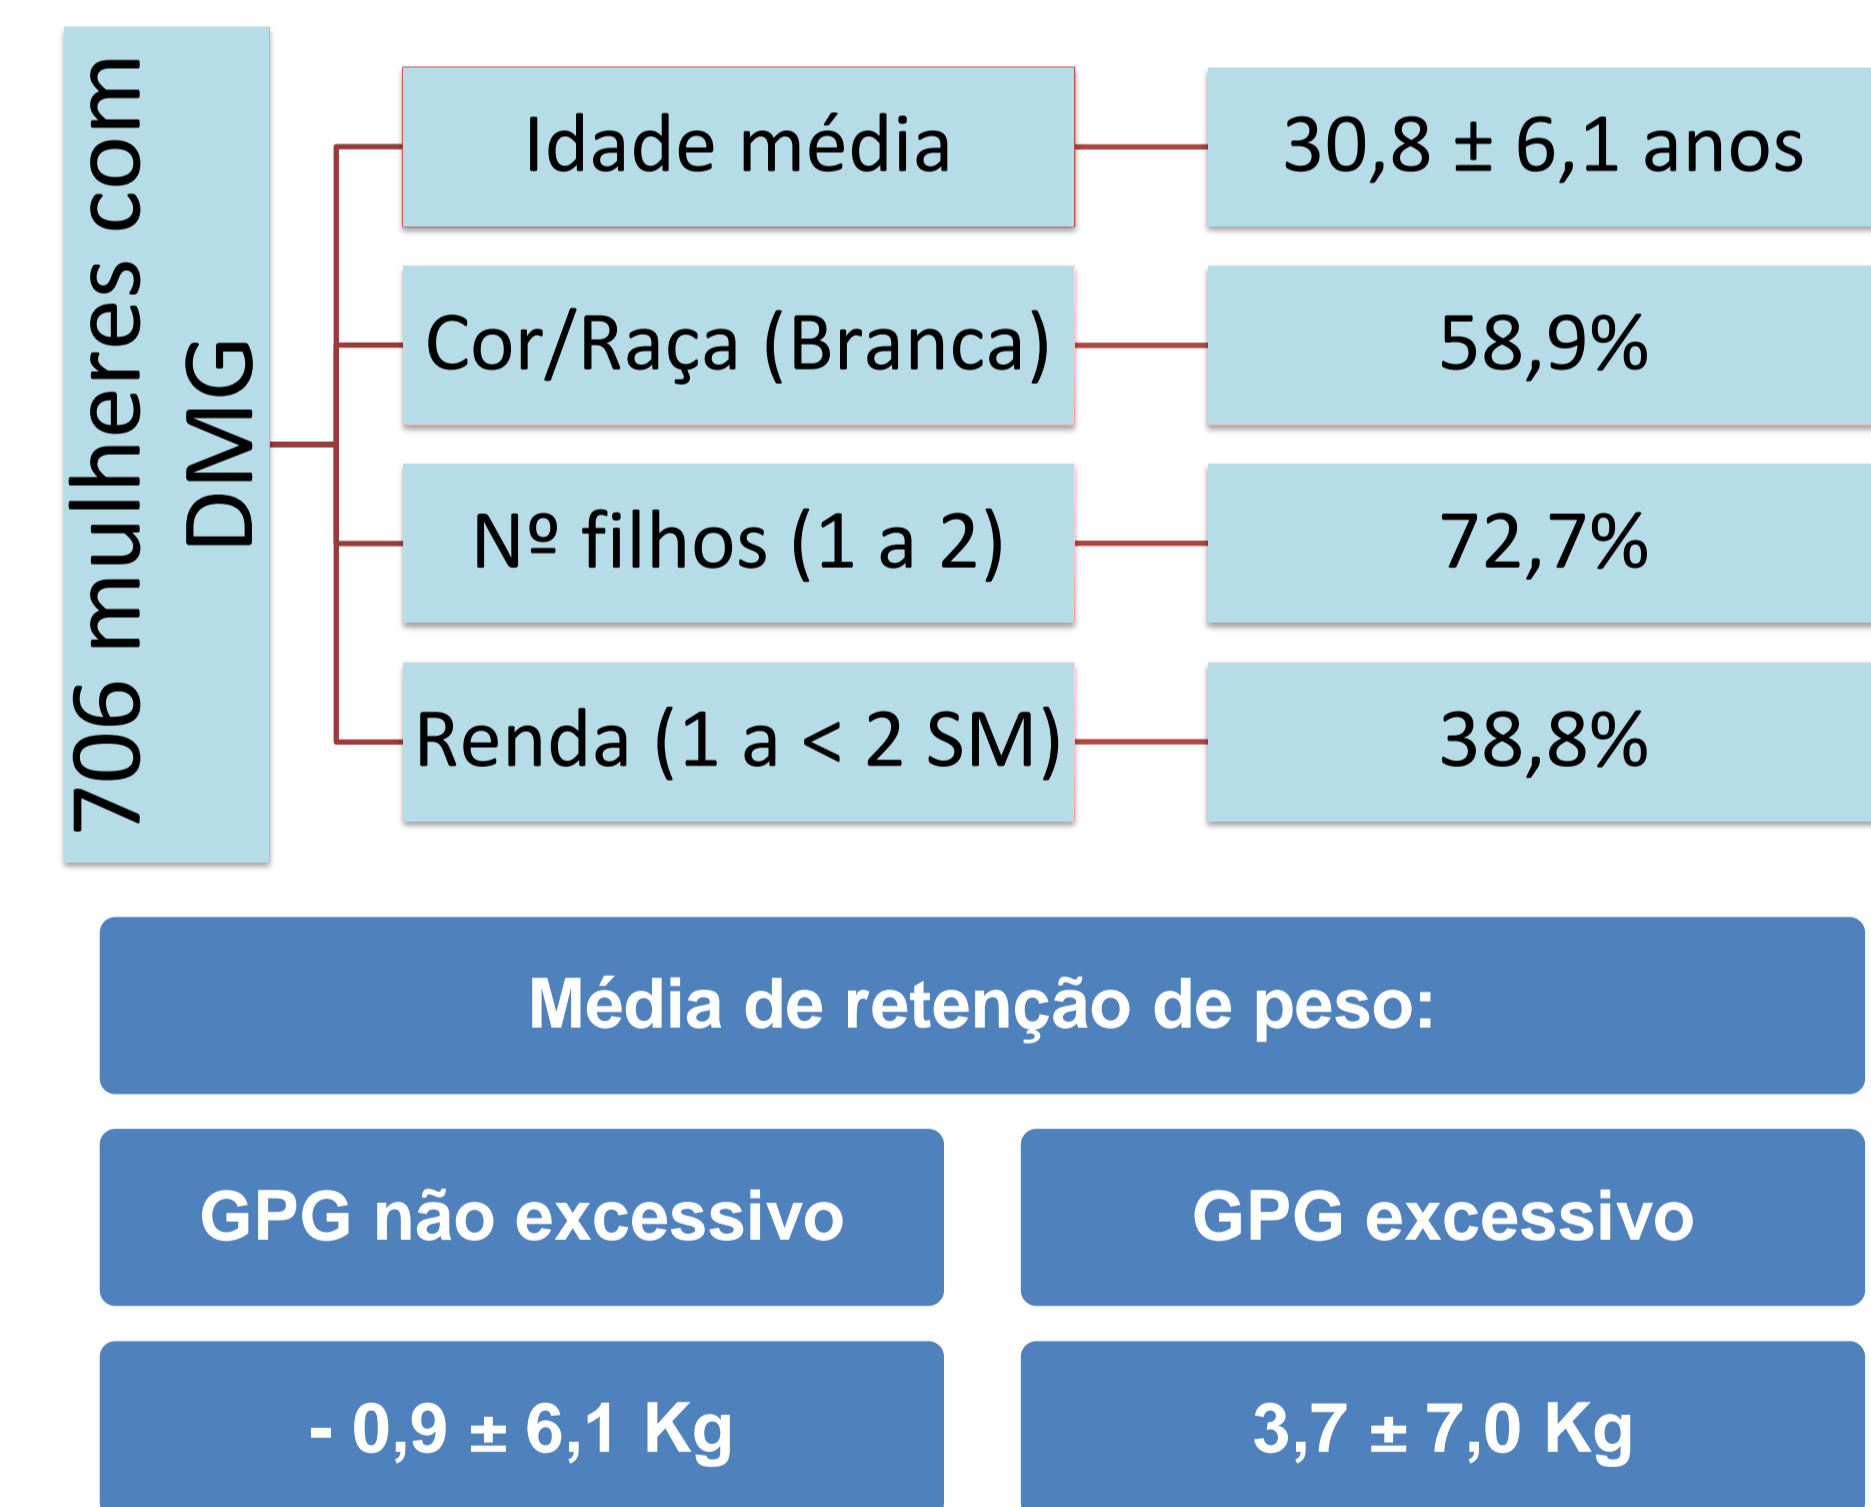 706 mulheres com
DMG
Idade média
30,8 ± 6,1 anos
Cor/Raça (Branca)
58,9%
Nº filhos (1 a 2)
72,7%
Renda (1 a < 2 SM)
38,8%
Média de retenção de peso:
GPG não excessivo
GPG excessivo
- 0,9 ± 6,1 Kg
3,7 ± 7,0 Kg